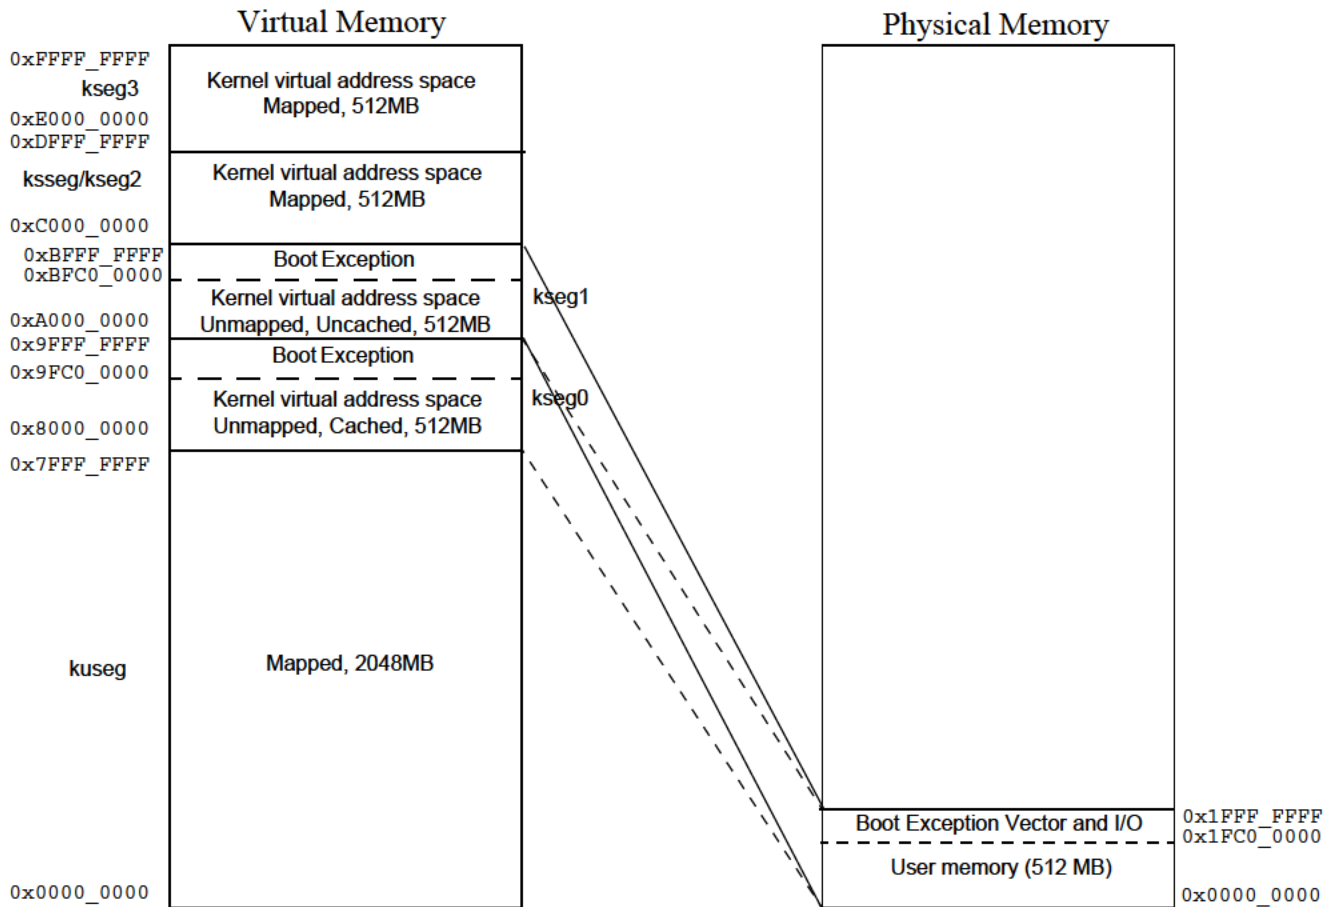 Virtual Memory
Physical Memory
0xFFFF_FFFF
kseg3
Kernel virtual address space
Mapped, 512MB
0xE000_0000
0xDFFF_FFFF
ksseg/kseg2
Kernel virtual address space
Mapped, 512MB
0xC000_0000
0xBFFF_FFFF
Boot Exception
0xBFC0_0000
Kernel virtual address space
Unmapped, Uncached, 512MB
kseg1
0xA000_0000
0x9FFF_FFFF
Boot Exception
0x9FC0_0000
Kernel virtual address space
Unmapped, Cached, 512MB
kseg0
0x8000_0000
0x7FFF_FFFF
kuseg
Mapped, 2048MB
0x0000_0000
Boot Exception Vector and I/O
0x1FFF_FFFF
0x1FC0_0000
User memory (512 MB)
0x0000_0000